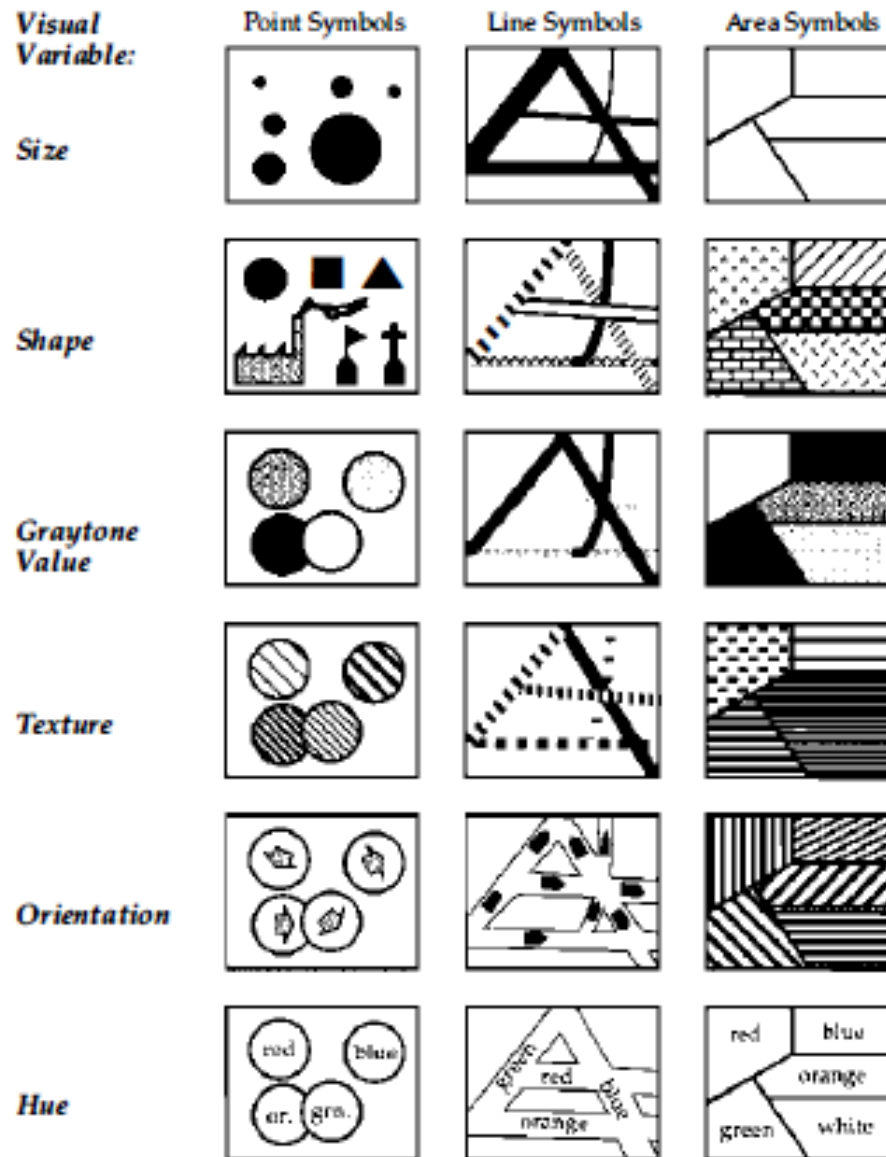 Visual
Variable:
Point Symbols
Line Symbols
Area Symbols
Size
Shape
Graytone
Value
Texture
Orientation
Hue
red
blue
or.
grn.
green
red
blue
orange
red
blue
orange
green
white